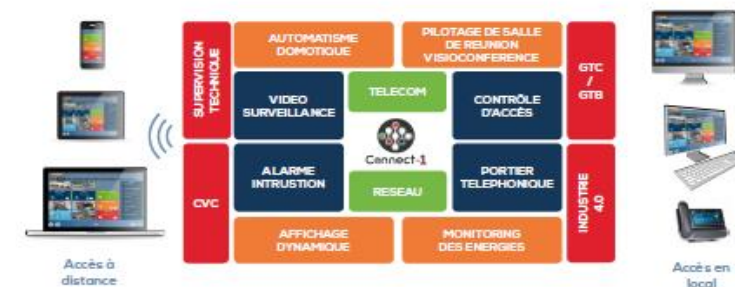 AUTOMATISME
DOMOTIQUE
PILOTAGE DE SALLE
DE REUNION
VISIOCONFERENCE
SUPERVISION
TECHNIQUE
GTC
/
GTB
VIDEO
SURVEILLANCE
TELECOM
CONTRÔLE
D'ACCÈS
Connect-1
ALARME
INTRUSTION
RESEAU
PORTIER
TELEPHONIQUE
CVC
INDUSTRIE
4.0
AFFICHAGE
DYNAMIQUE
MONITORING
DES ENERGIES
Accès à
distance
Accès en
local